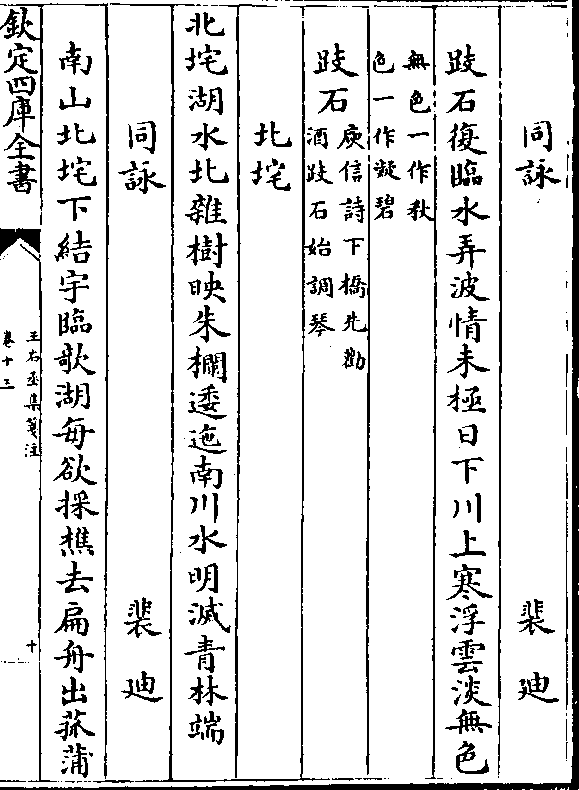 同詠　裴迪
跂石復臨水弄波情未極日下川上寒浮雲淡無色
無色一作秋
色一作凝碧
跂石庾信詩下橋先勸
酒跂石始調琴
北垞
北垞湖水北雜樹映朱欄逶迤南川水明滅青林端
同詠　裴迪
南山北垞下結宇臨欹湖每欲採樵去扁舟出菰蒲
欽定四庫全書
王右丞集箋注
卷十三
十